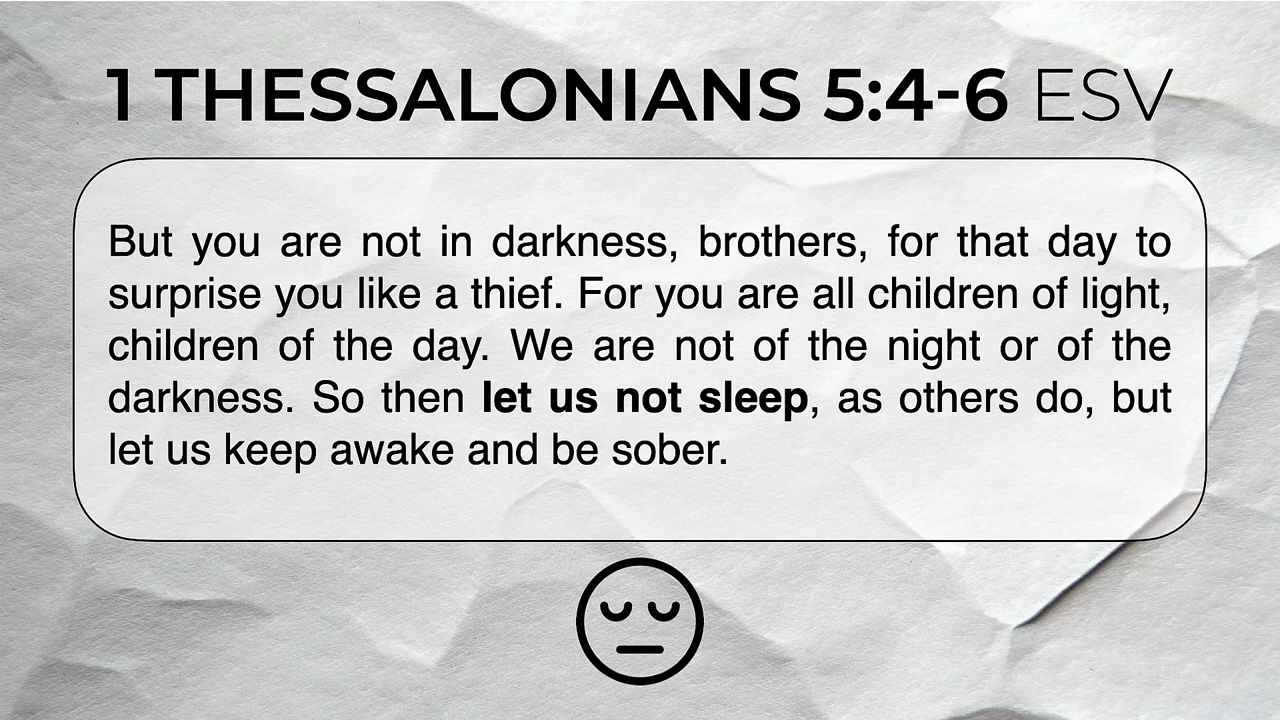 1 THESSALONIANS 5:4-6 ESV
But you are not in darkness, brothers, for that day to
surprise you like a thief. For you are all children of light,
children of the day. We are not of the night or of the
darkness. So then let us not sleep, as others do, but
let us keep awake and be sober.